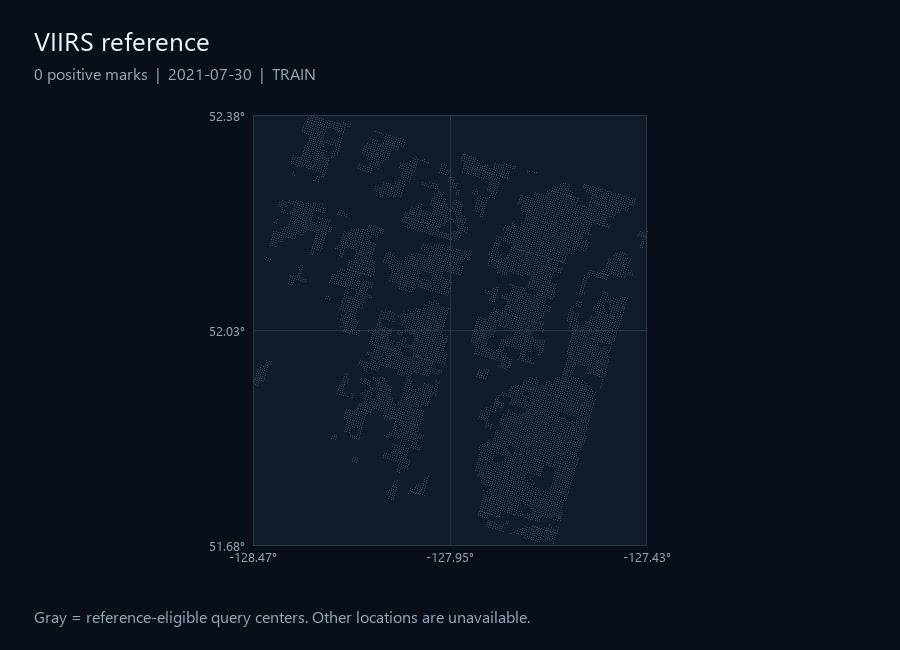 VIIRS reference
0 positive marks | 2021-07-30 | TRAIN
52.38°
52.03°
51.68°
-128.47° -127.95° -127.43°
Gray = reference-eligible query centers. Other locations are unavailable.